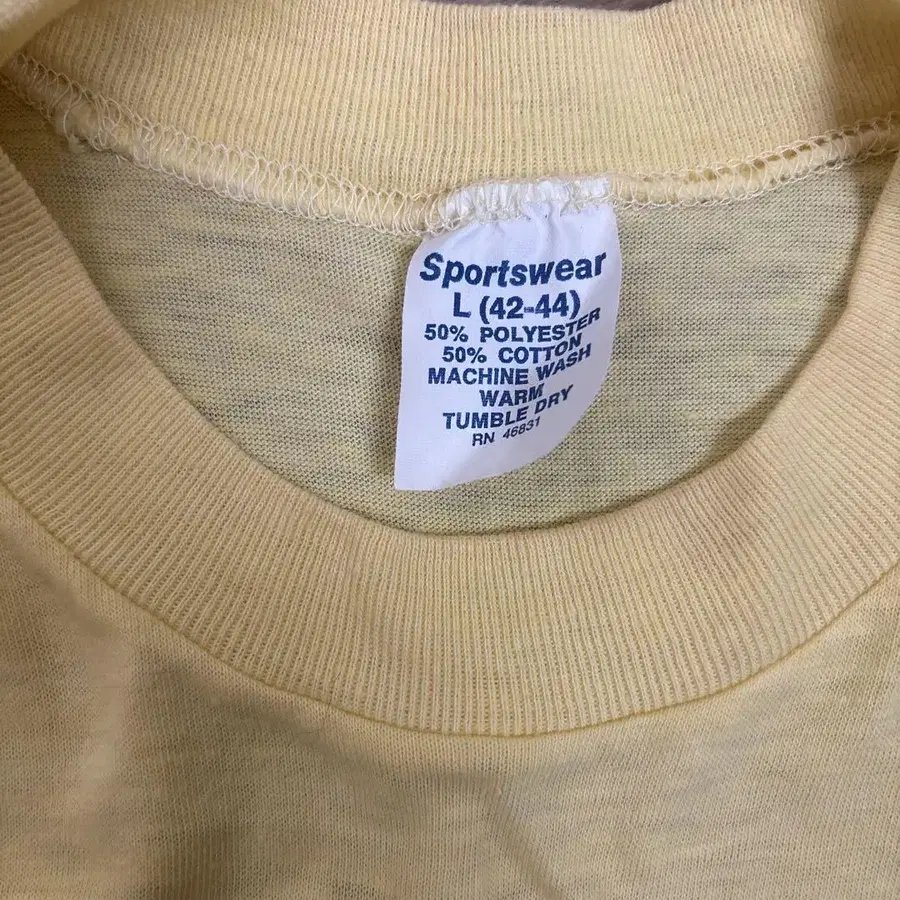 Sportswear
L (42-44)
50% POLYESTER
50% COTTON
MACHINE WASH
WARM
TUMBLE DRY
RN 46831